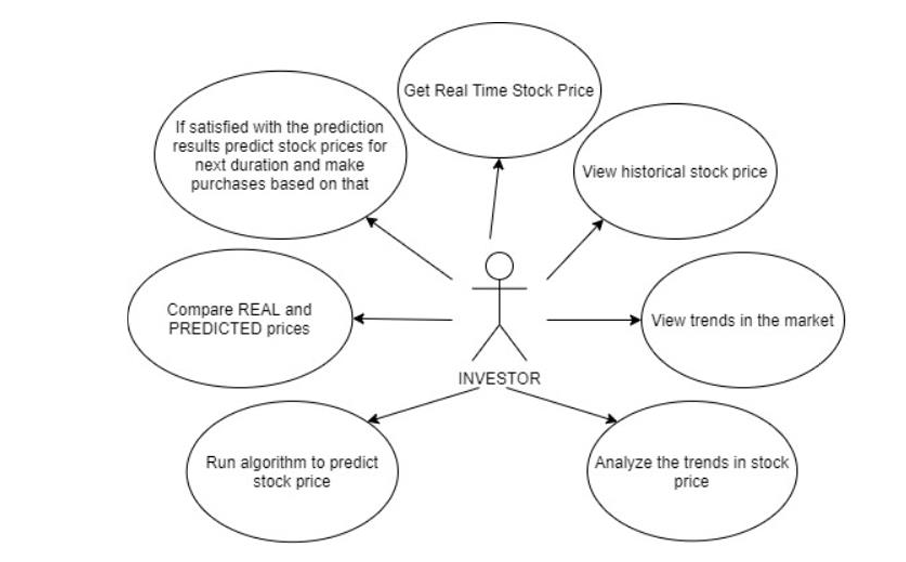 Get Real Time Stock Price
If satisfied with the prediction
results predict stock prices for
next duration and make
purchases based on that
View historical stock price
Compare REAL and
PREDICTED prices
View trends in the market
INVESTOR
Run algorithm to predict
stock price
Analyze the trends in stock
price